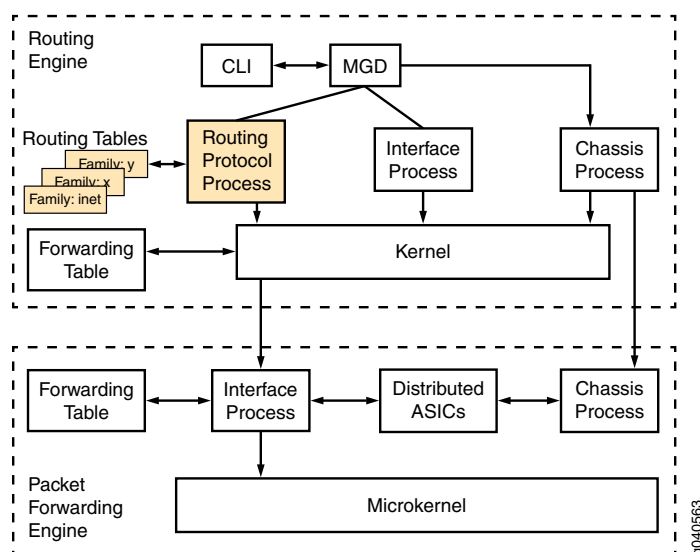 Routing
Engine
CLI
MGD
Routing Tables
Family: y
Family: x
Family: inet
Routing
Protocol
Process
Interface
Process
Chassis
Process
Forwarding
Table
Kernel
Forwarding
Table
Interface
Process
Distributed
ASICs
Chassis
Process
Packet
Forwarding
Engine
Microkernel